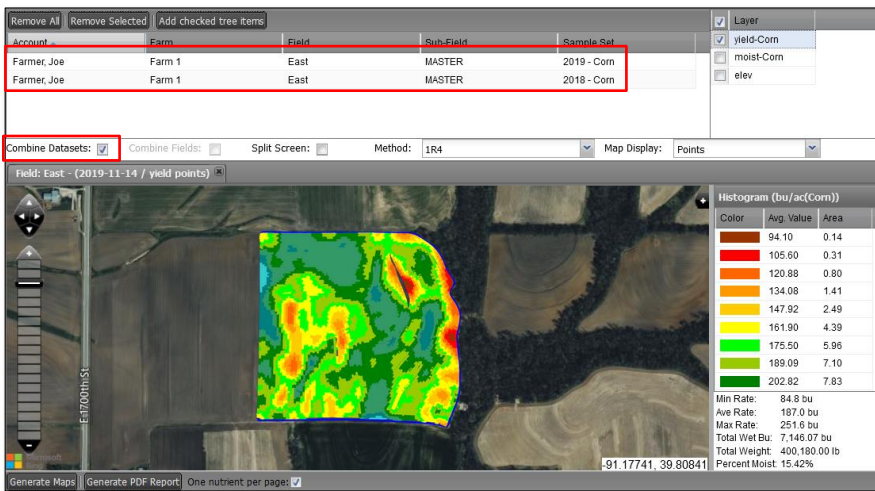 Remove All Remove Selected Add checked tree items
Account Farm Field Sub-Field Sample Set
Farmer, Joe Farm 1 East MASTER 2019 - Corn
Farmer, Joe Farm 1 East MASTER 2018 - Corn
Layer
yield-Corn
moist-Corn
elev
Combine Datasets: Combine Fields: Split Screen: Method: 1R4 Map Display: Points
Field: East - (2019-11-14 / yield points)
E 1700th St
Microsoft
-91.17741, 39.80841
Histogram (bu/ac(Corn))
Color Avg. Value Area
94.10 0.14
105.60 0.31
120.88 0.80
134.08 1.41
147.92 2.49
161.90 4.39
175.50 5.96
189.09 7.10
202.82 7.83
Min Rate: 84.8 bu
Ave Rate: 187.0 bu
Max Rate: 251.6 bu
Total Wet Bu: 7,146.07 bu
Total Weight: 400,180.00 lb
Percent Moist: 15.42%
Generate Maps Generate PDF Report One nutrient per page: